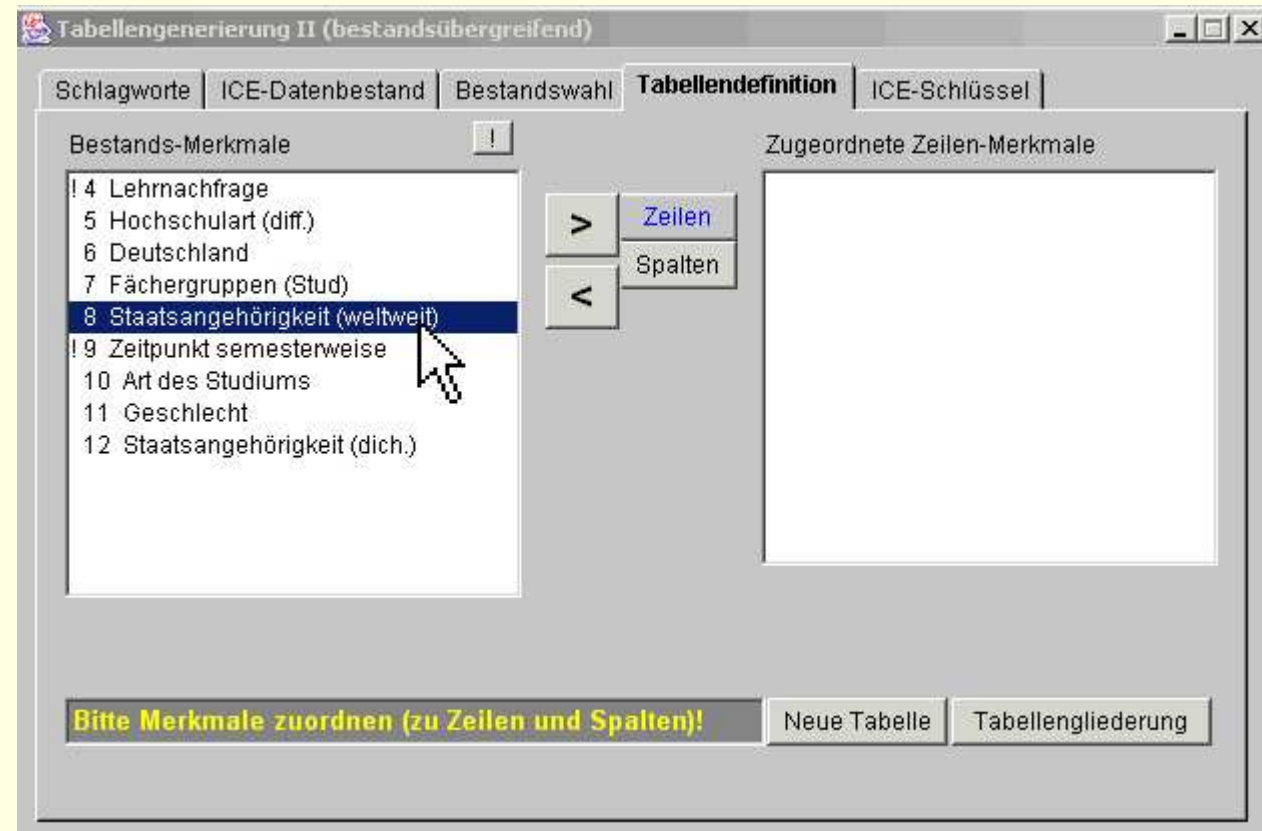 Tabellengenerierung II (bestandsübergreifend)
Schlagworte ICE-Datenbestand Bestandswahl Tabellendefinition ICE-Schlüssel
Bestands-Merkmale ! Zugeordnete Zeilen-Merkmale
! 4 Lehrnachfrage
5 Hochschulart (diff.)
6 Deutschland
7 Fächergruppen (Stud)
8 Staatsangehörigkeit (weltweit)
! 9 Zeitpunkt semesterweise
10 Art des Studiums
11 Geschlecht
12 Staatsangehörigkeit (dich.)
> Zeilen
Spalten
<
Bitte Merkmale zuordnen (zu Zeilen und Spalten)! Neue Tabelle Tabellengliederung